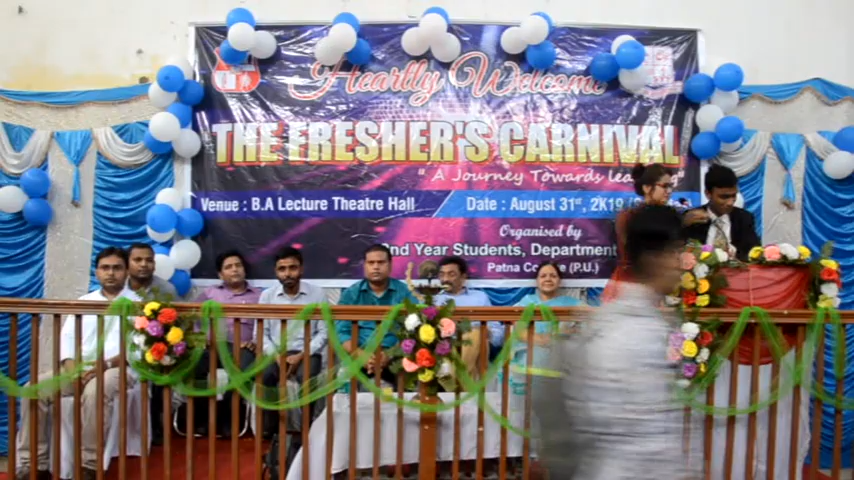 Heartly Welcome
THE FRESHER'S CARNIVAL
" A Journey Towards
Venue : B.A Lecture Theatre Hall
Date : August 31st, 2K19
Organised by
2nd Year Students, Department
Patna (P.U.)